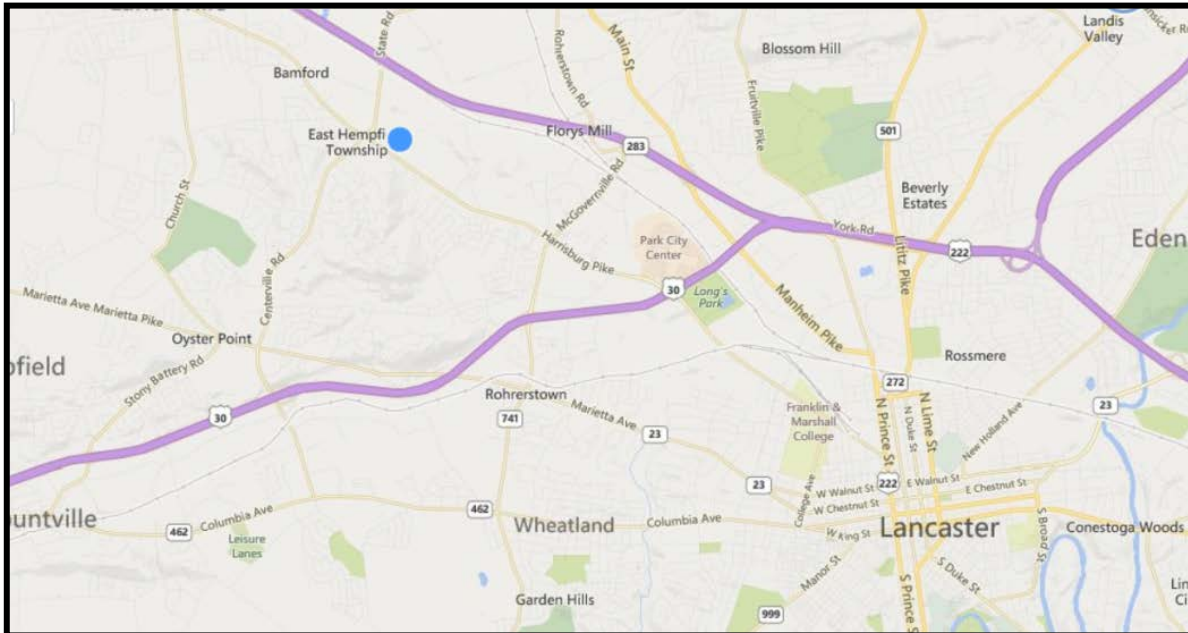 Landis
Valley
State Rd
Rohrerstown Rd
Main St
Blossom Hill
Bamford
Fruitville Pike
East Hempfi
Township
Florys Mill
283
501
McGovernville Rd
Beverly
Estates
Church St
Harrisburg Pike
Park City
Center
York Rd
222
Lititz Pike
Eden
Centerville Rd
30
Long's
Park
Marietta Ave Marietta Pike
Manheim Pike
Oyster Point
Rossmere
ofield
Stony Battery Rd
272
Rohrerstown
Franklin &
Marshall
College
N Prince St
N Duke St
N Lime St
New Holland Ave
23
30
741
Marietta Ave
23
23
222
W Walnut St
E Walnut St
E Chestnut St
W Chestnut St
College Ave
462
untville
462
Columbia Ave
Wheatland
Columbia Ave
W King St
Lancaster
S Broad St
Conestoga Woods
Leisure
Lanes
Manor St
S Duke St
Garden Hills
999
S Prince S
Lin
Ci